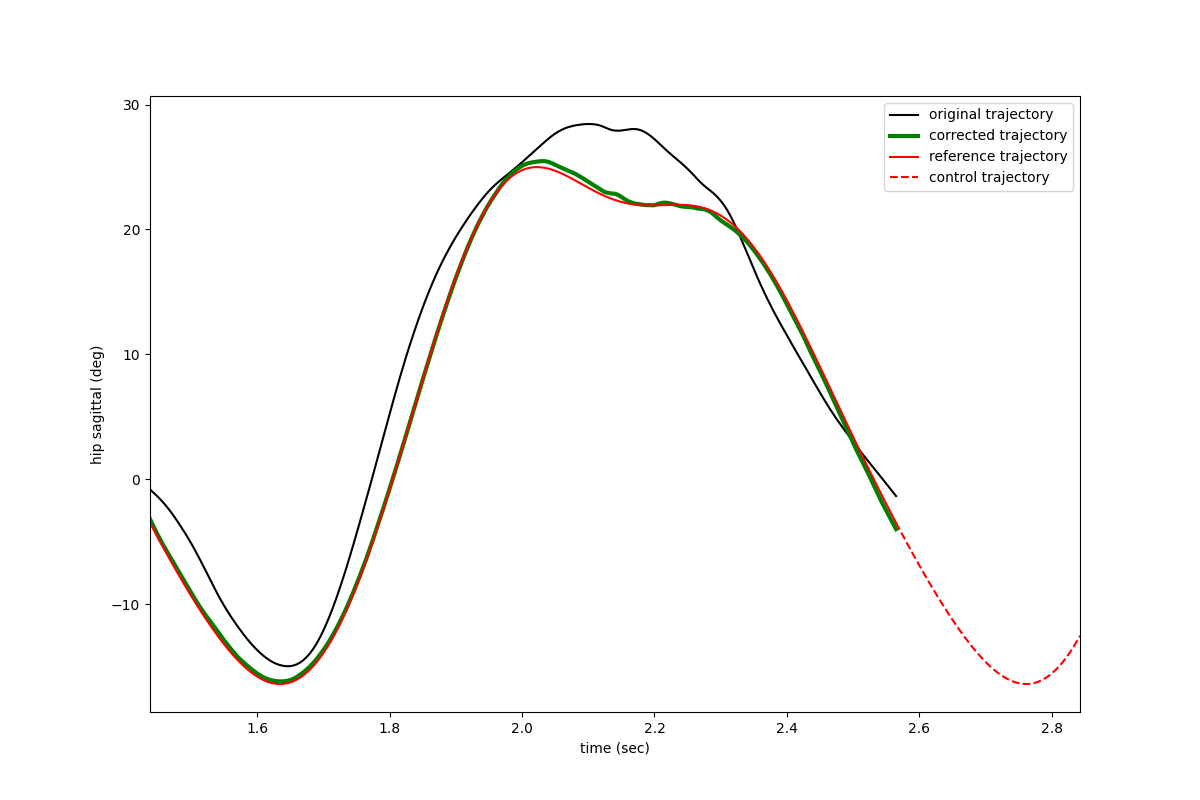 30
20
10
0
−10
hip sagittal (deg)
original trajectory
corrected trajectory
reference trajectory
control trajectory
1.6
1.8
2.0
2.2
2.4
2.6
2.8
time (sec)